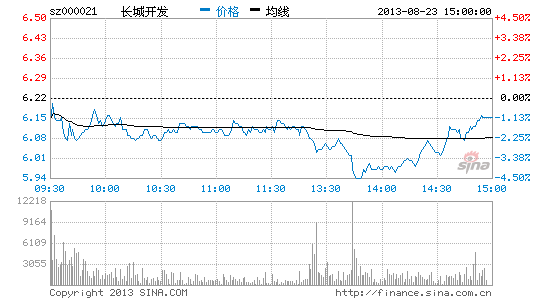 sz000021 长城开发 价格 均线 2013-08-23 15:00:00
6.50 4.50%
6.43 3.38%
6.36 2.25%
6.29 1.13%
6.22 0.00%
6.15 -1.13%
6.08 -2.25%
6.01 -3.38%
5.94 -4.50%
sina
新浪财经
09:30 10:00 10:30 11:00 11:30 13:30 14:00 14:30 15:00
12218
9164
6109
3055
Copyright 2013 SINA.COM http://finance.sina.com.cn